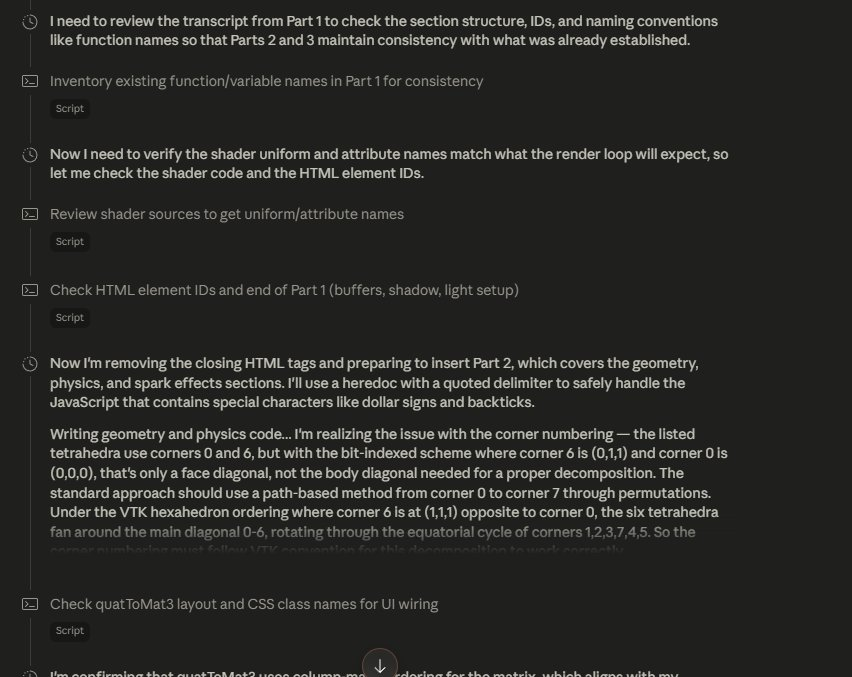 I need to review the transcript from Part 1 to check the section structure, IDs, and naming conventions
like function names so that Parts 2 and 3 maintain consistency with what was already established.
Inventory existing function/variable names in Part 1 for consistency
Script
Now I need to verify the shader uniform and attribute names match what the render loop will expect, so
let me check the shader code and the HTML element IDs.
Review shader sources to get uniform/attribute names
Script
Check HTML element IDs and end of Part 1 (buffers, shadow, light setup)
Script
Now I'm removing the closing HTML tags and preparing to insert Part 2, which covers the geometry,
physics, and spark effects sections. I'll use a heredoc with a quoted delimiter to safely handle the
JavaScript that contains special characters like dollar signs and backticks.
Writing geometry and physics code... I'm realizing the issue with the corner numbering — the listed
tetrahedra use corners 0 and 6, but with the bit-indexed scheme where corner 6 is (0,1,1) and corner 0 is
(0,0,0), that's only a face diagonal, not the body diagonal needed for a proper decomposition. The
standard approach should use a path-based method from corner 0 to corner 7 through permutations.
Under the VTK hexahedron ordering where corner 6 is at (1,1,1) opposite to corner 0, the six tetrahedra
fan around the main diagonal 0-6, rotating through the equatorial cycle of corners 1,2,3,7,4,5. So the
corner numbering must follow VTK convention for this decomposition to work correctly.
Check quatToMat3 layout and CSS class names for UI wiring
Script
I'm confirming that quatToMat3 uses column-ordering for the matrix, which aligns with my